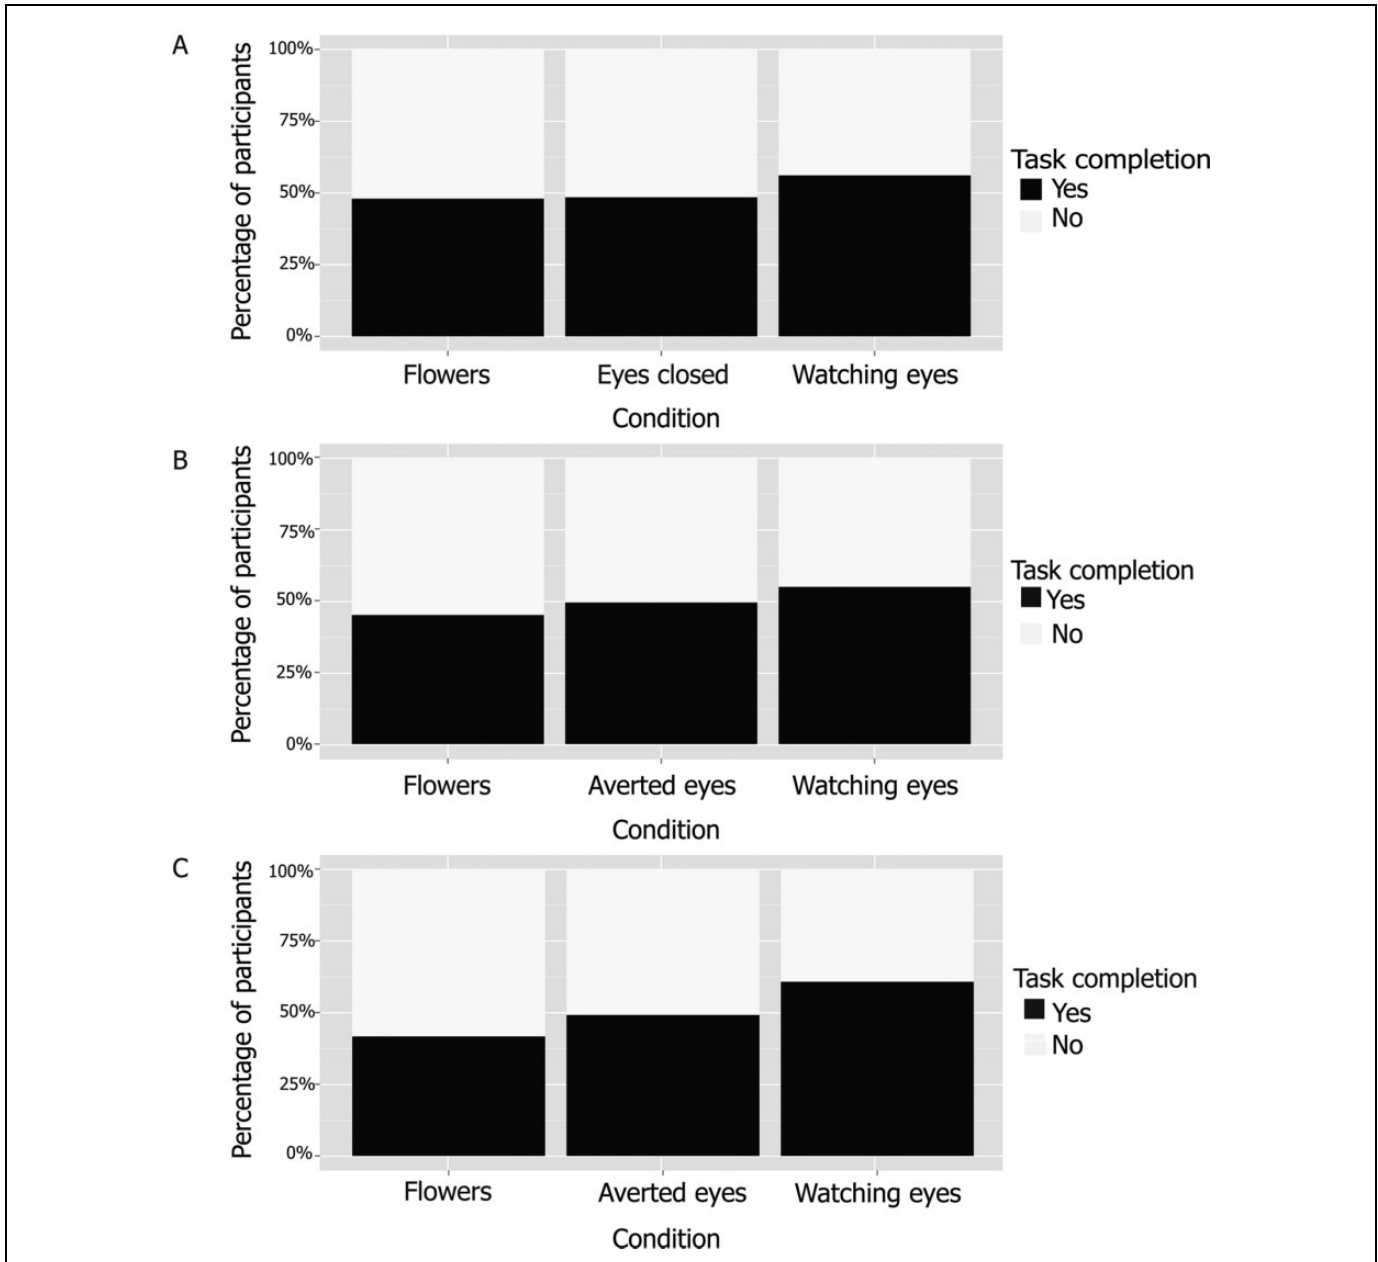 A
Percentage of participants
100%
75%
50%
25%
0%
Flowers
Eyes closed
Watching eyes
Condition
Task completion
Yes
No
B
Percentage of participants
100%
75%
50%
25%
0%
Flowers
Averted eyes
Watching eyes
Condition
Task completion
Yes
No
C
Percentage of participants
100%
75%
50%
25%
0%
Flowers
Averted eyes
Watching eyes
Condition
Task completion
Yes
No